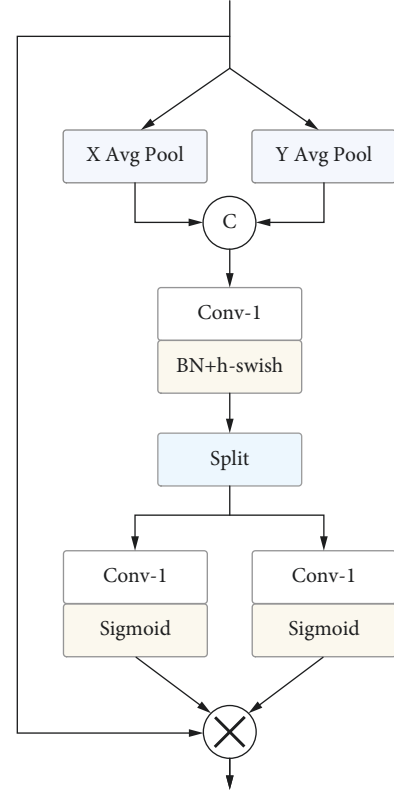 X Avg Pool
Y Avg Pool
C
Conv-1
BN+h-swish
Split
Conv-1
Conv-1
Sigmoid
Sigmoid